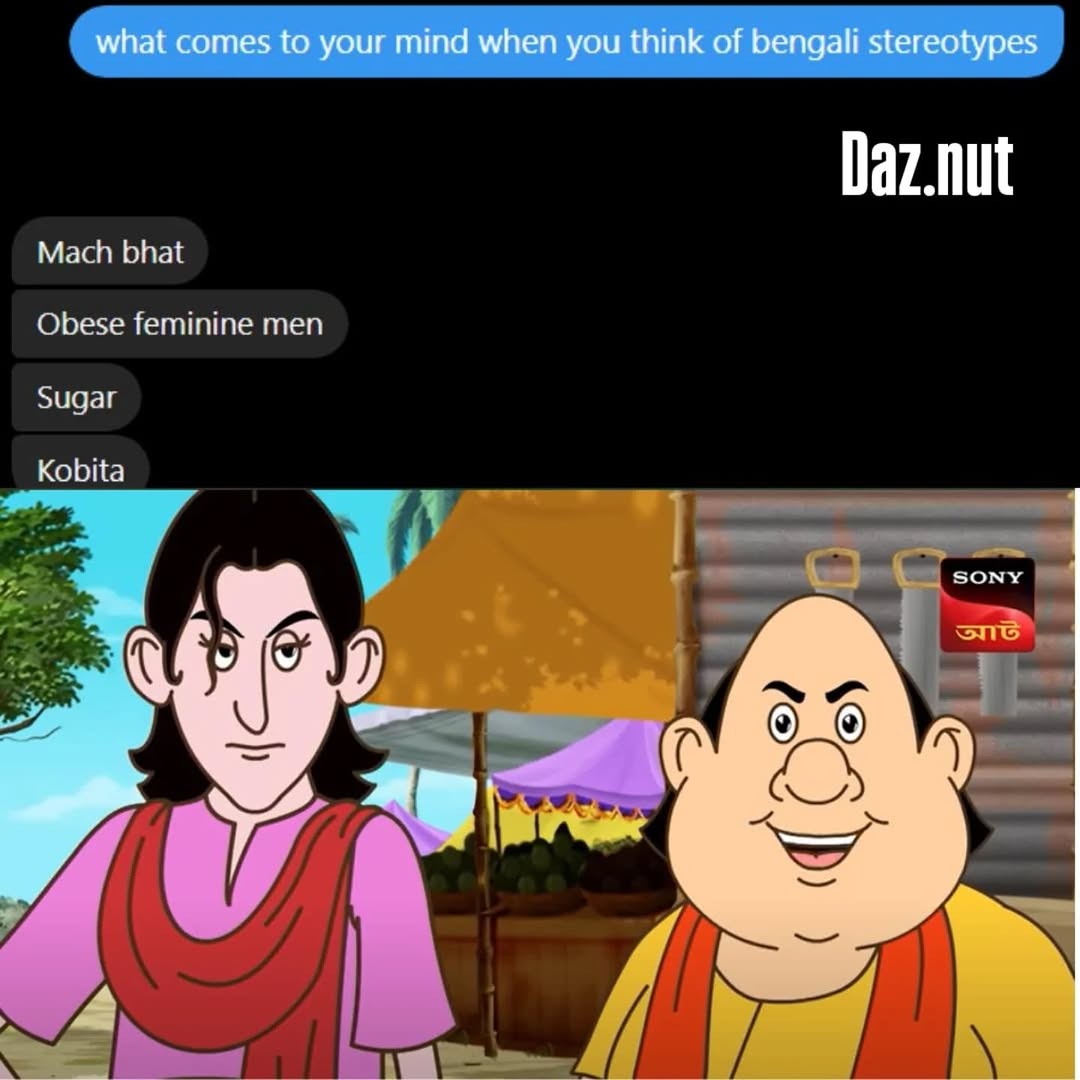 what comes to your mind when you think of bengali stereotypes
Daz.nut
Mach bhat
Obese feminine men
Sugar
Kobita
SONY
আট